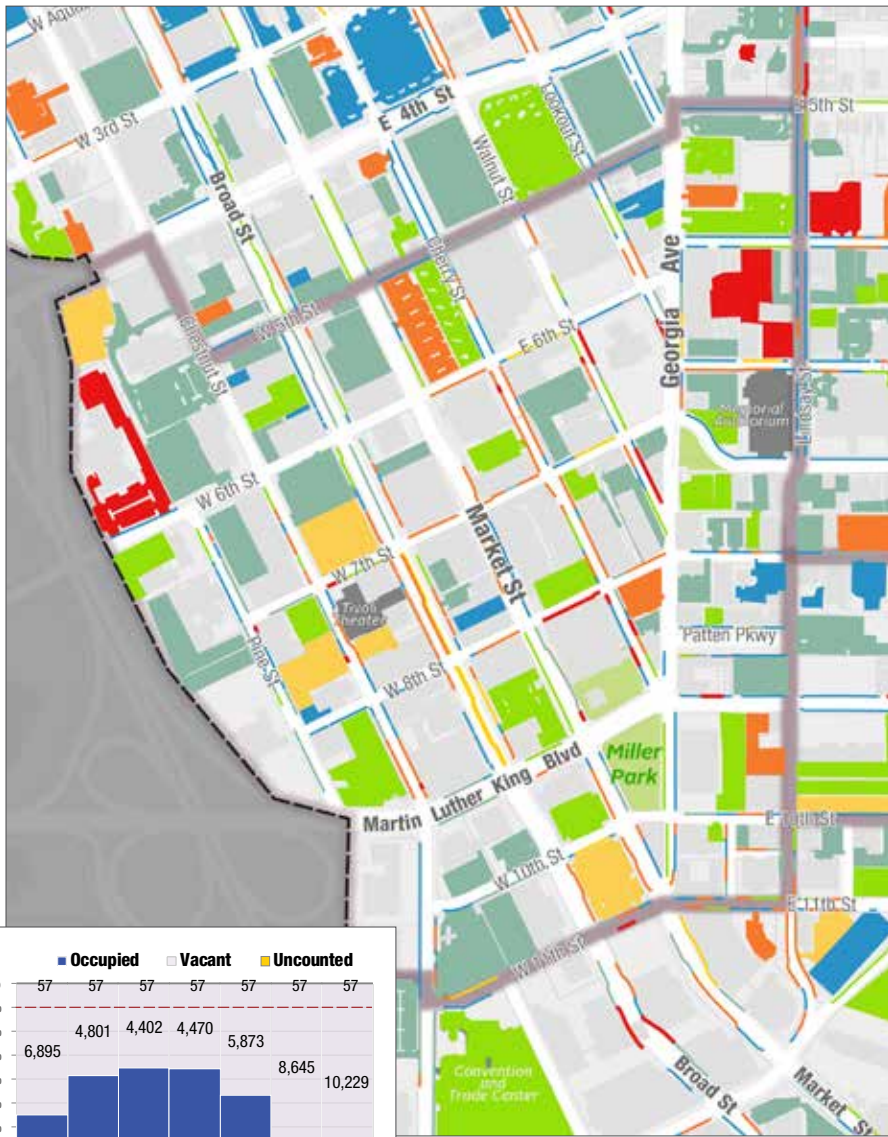 W 3rd St
E 4th St
E 5th St
Lookout St
Walnut St
Broad St
Cherry St
Georgia Ave
W 5th St
Chestnut St
E 6th St
Memorial
Auditorium
Lindsay St
W 6th St
Market St
W 7th St
Tivoli
Theater
Pine St
Patten Pkwy
W 8th St
Miller
Park
Martin Luther King Blvd
E 10th St
W 10th St
E 11th St
W 11th St
Convention
and
Trade Center
Broad St
Market St
Occupied Vacant Uncounted
57 57 57 57 57 57 57
6,895 4,801 4,402 4,470 5,873 8,645 10,229